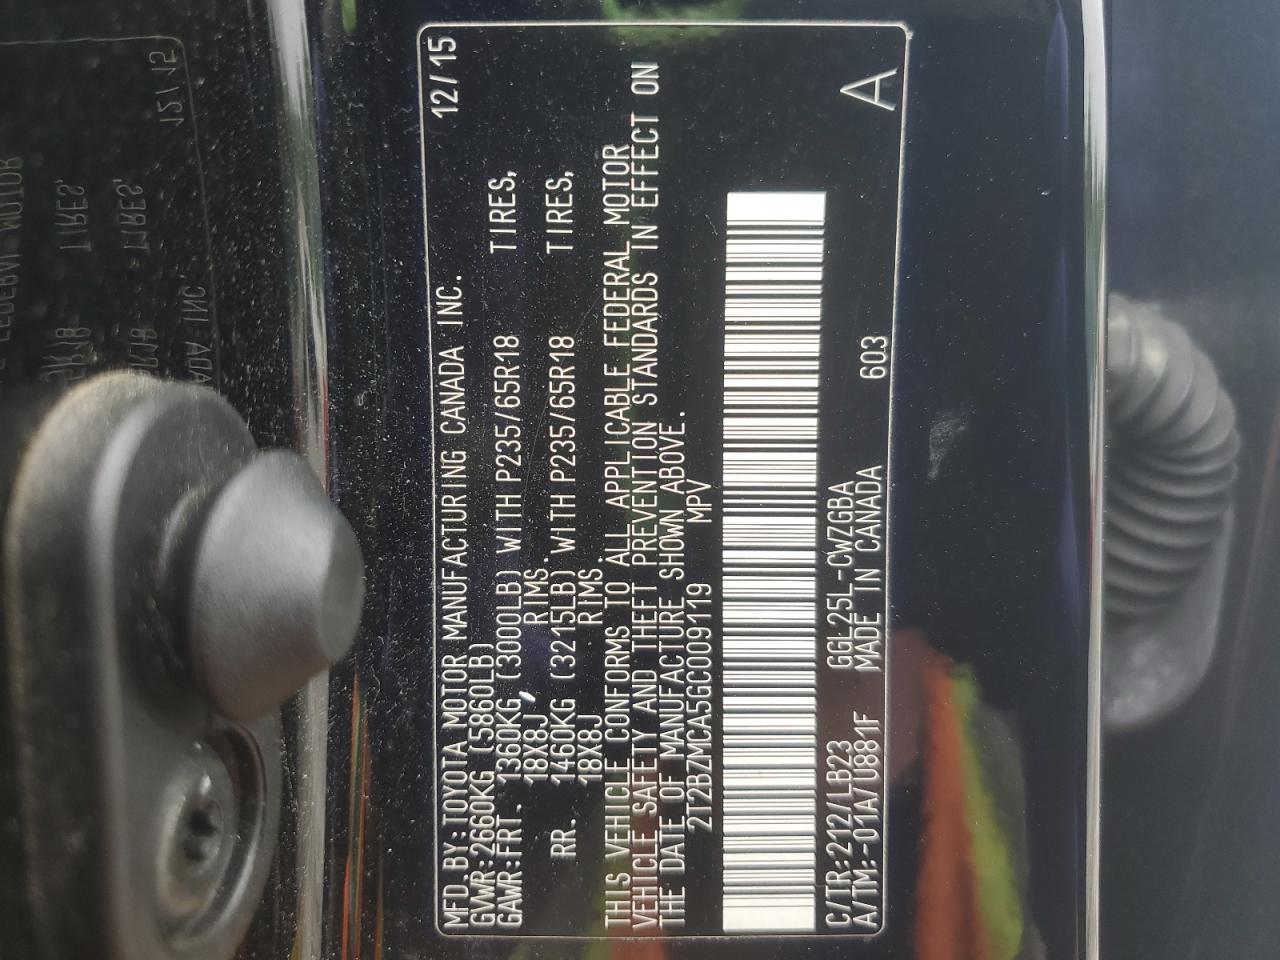 MFD.BY:TOYOTA MOTOR MANUFACTURING CANADA INC. 12/15
GVWR:2660KG (5860LB)
GAWR:FRT. 1360KG (3000LB) WITH P235/65R18 TIRES,
18X8J RIMS.
RR. 1460KG (3215LB) WITH P235/65R18 TIRES,
18X8J RIMS.
THIS VEHICLE CONFORMS TO ALL APPLICABLE FEDERAL MOTOR
VEHICLE SAFETY AND THEFT PREVENTION STANDARDS IN EFFECT ON
THE DATE OF MANUFACTURE SHOWN ABOVE.
2T2BZMCA5GC009119 MPV
C/TR:212/LB23 GGL25L-CWZGBA
A/TM:-01A/U881F MADE IN CANADA 603 A